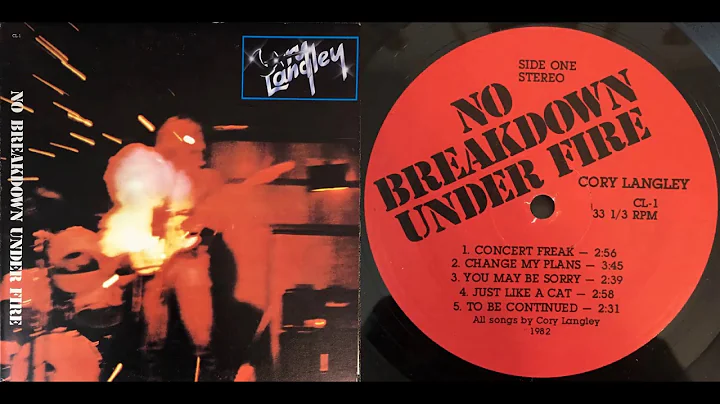 NO BREAKDOWN UNDER FIRE
Cory
Langley
SIDE ONE
STEREO
NO
BREAKDOWN
UNDER FIRE
CORY LANGLEY
CL-1
33 1/3 RPM
1. CONCERT FREAK — 2:56
2. CHANGE MY PLANS — 3:45
3. YOU MAY BE SORRY — 2:39
4. JUST LIKE A CAT — 2:58
5. TO BE CONTINUED — 2:31
All songs by Cory Langley
1982